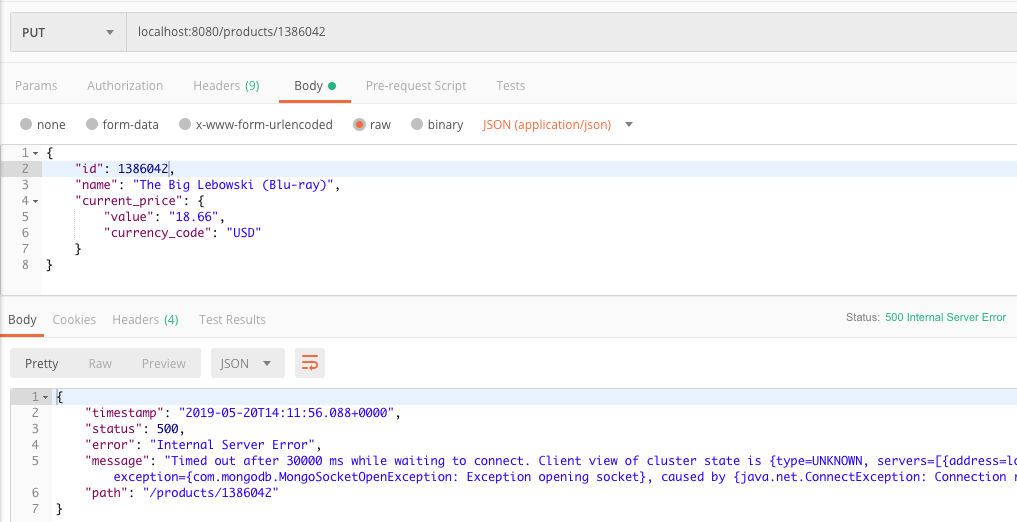 PUT localhost:8080/products/1386042
Params Authorization Headers (9) Body Pre-request Script Tests
none form-data x-www-form-urlencoded raw binary JSON (application/json)
1 {
2 "id": 1386042,
3 "name": "The Big Lebowski (Blu-ray)",
4 "current_price": {
5 "value": "18.66",
6 "currency_code": "USD"
7 }
8 }
Body Cookies Headers (4) Test Results Status: 500 Internal Server Error
Pretty Raw Preview JSON
1 {
2 "timestamp": "2019-05-20T14:11:56.088+0000",
3 "status": 500,
4 "error": "Internal Server Error",
5 "message": "Timed out after 30000 ms while waiting to connect. Client view of cluster state is {type=UNKNOWN, servers=[{address=lo
exception={com.mongodb.MongoSocketOpenException: Exception opening socket}, caused by {java.net.ConnectException: Connection r
6 "path": "/products/1386042"
7 }